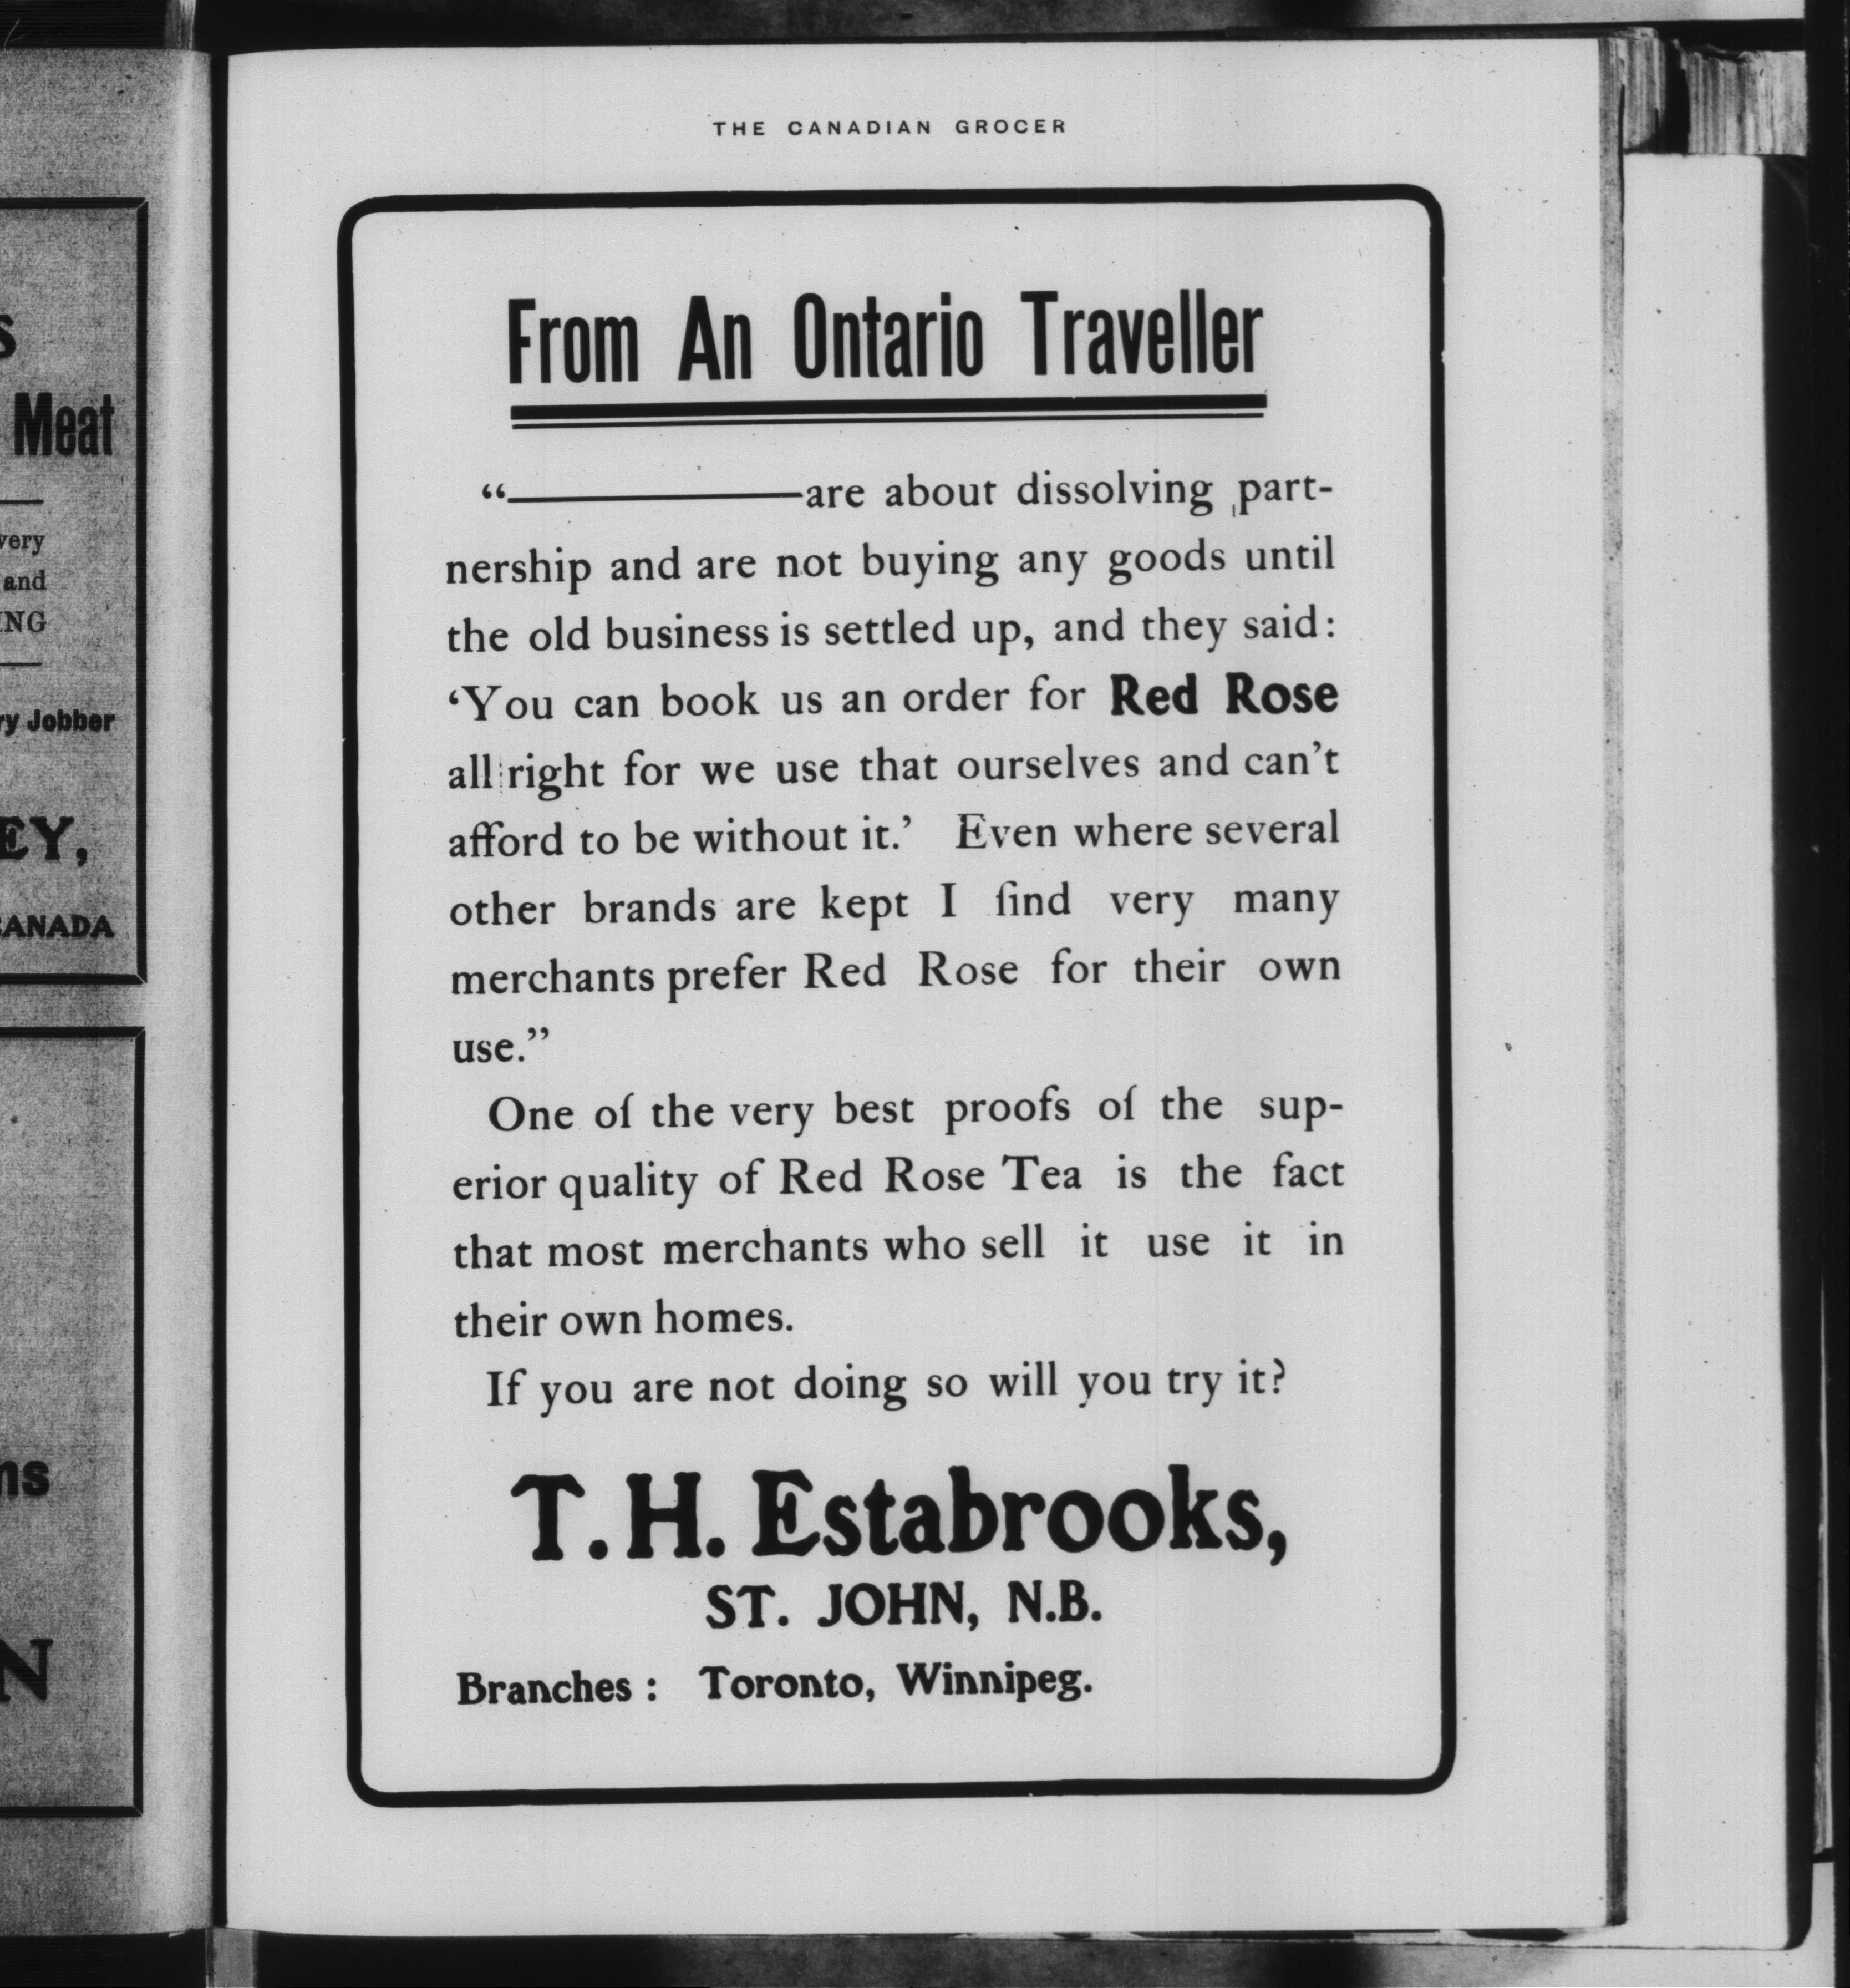 S
Meat
very
and
ING
ry Jobber
EY,
CANADA
ns
N
THE CANADIAN GROCER
From An Ontario Traveller
“————are about dissolving part-
nership and are not buying any goods until
the old business is settled up, and they said:
‘You can book us an order for Red Rose
all right for we use that ourselves and can’t
afford to be without it.’ Even where several
other brands are kept I find very many
merchants prefer Red Rose for their own
use.”
One of the very best proofs of the sup-
erior quality of Red Rose Tea is the fact
that most merchants who sell it use it in
their own homes.
If you are not doing so will you try it?
T. H. Estabrooks,
ST. JOHN, N.B.
Branches : Toronto, Winnipeg.